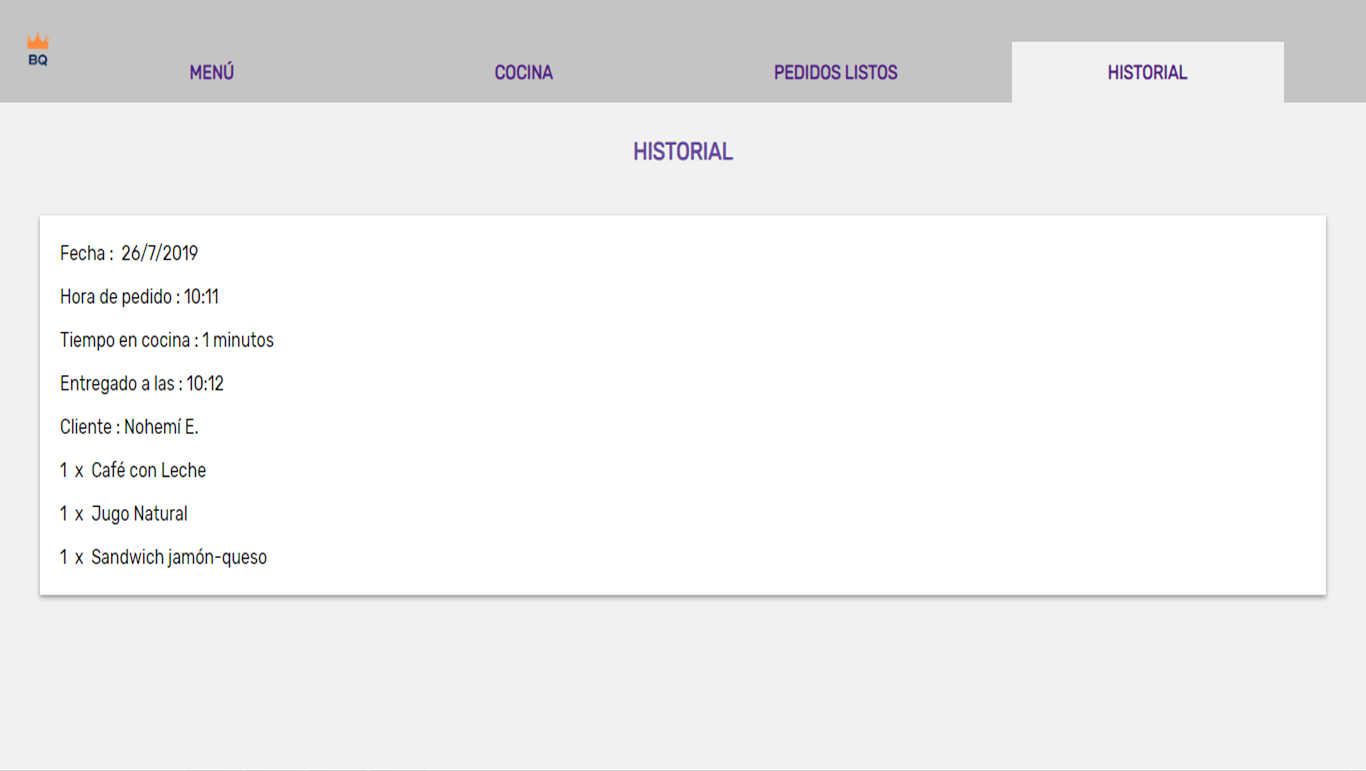 BQ
MENÚ
COCINA
PEDIDOS LISTOS
HISTORIAL
HISTORIAL
Fecha : 26/7/2019
Hora de pedido : 10:11
Tiempo en cocina : 1 minutos
Entregado a las : 10:12
Cliente : Nohemí E.
1 x Café con Leche
1 x Jugo Natural
1 x Sandwich jamón-queso